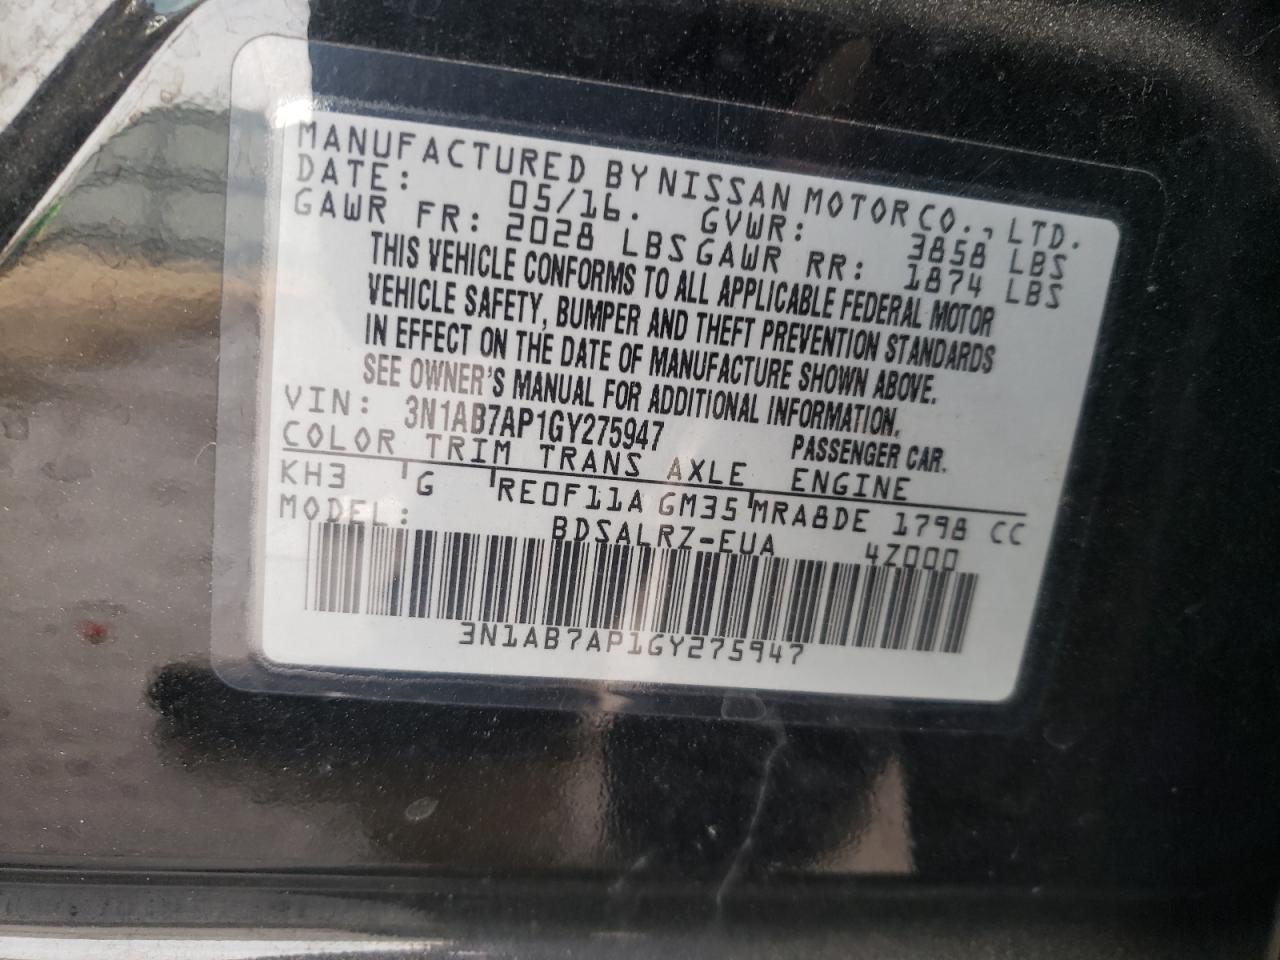 MANUFACTURED BY NISSAN MOTOR CO., LTD.
DATE: 05/16. GVWR: 3858 LBS
GAWR FR: 2028 LBS GAWR RR: 1874 LBS
THIS VEHICLE CONFORMS TO ALL APPLICABLE FEDERAL MOTOR
VEHICLE SAFETY, BUMPER AND THEFT PREVENTION STANDARDS
IN EFFECT ON THE DATE OF MANUFACTURE SHOWN ABOVE.
SEE OWNER'S MANUAL FOR ADDITIONAL INFORMATION.
VIN: 3N1AB7AP1GY275947 PASSENGER CAR.
COLOR TRIM TRANS AXLE ENGINE
KH3 G RE0F11A GM35 MRA8DE 1798 CC
MODEL: BDSALRZ-EUA 4Z000
3N1AB7AP1GY275947